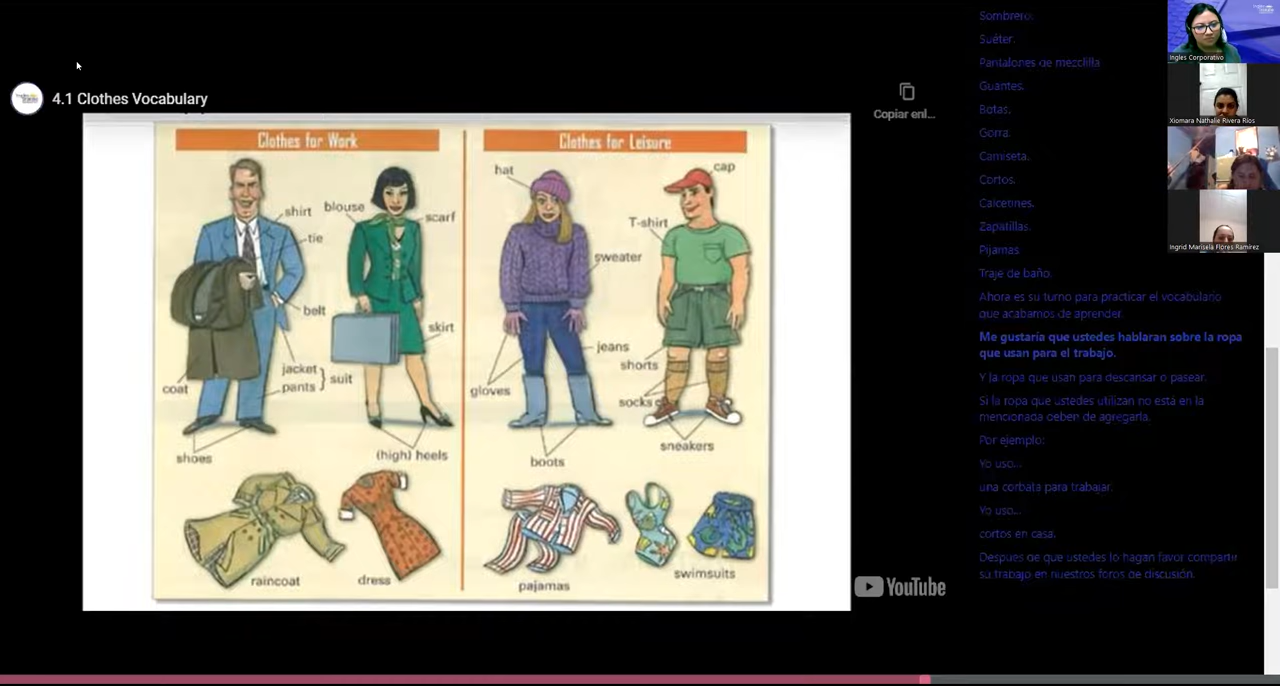 4.1 Clothes Vocabulary
Copiar enl...
Clothes for Work
Clothes for Leisure
hat
cap
shirt
blouse
scarf
T-shirt
tie
sweater
belt
skirt
jeans
jacket
pants
suit
coat
gloves
shorts
socks
shoes
(high) heels
boots
sneakers
raincoat
dress
pajamas
swimsuits
YouTube
Sombrero.
Suéter.
Pantalones de mezclilla
Guantes.
Botas.
Gorra.
Camiseta.
Cortos.
Calcetines.
Zapatillas.
Pijamas
Traje de baño.
Ahora es su turno para practicar el vocabulario
que acabamos de aprender.
Me gustaría que ustedes hablaran sobre la ropa
que usan para el trabajo.
Y la ropa que usan para descansar o pasear.
Si la ropa que ustedes utilizan no está en la
mencionada deben de agregarla.
Por ejemplo:
Yo uso...
una corbata para trabajar.
Yo uso...
cortos en casa.
Despues de que ustedes lo hagan favor compartir
su trabajo en nuestros foros de discusión.
Ingles Corporativo
Xiomara Nathalie Rivera Rios
Ingrid Marisela Flores Ramirez